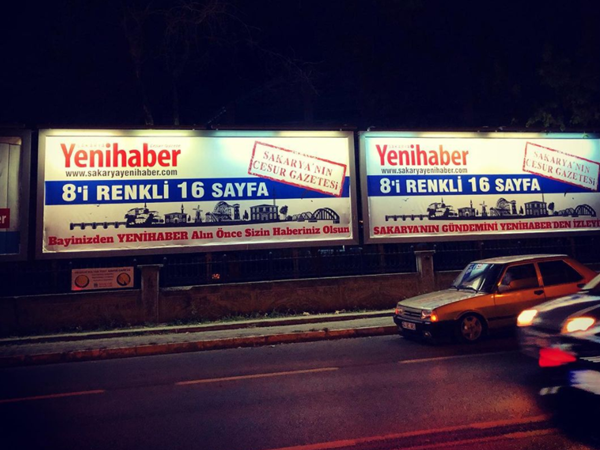 Yenihaber
www.sakaryayenihaber.com
SAKARYA'NIN
CESUR GAZETESİ
8'i RENKLİ 16 SAYFA
Bayinizden YENİHABER Alın Önce Sizin Haberiniz Olsun
Yenihaber
www.sakaryayenihaber.com
SAKARYA'NIN
CESUR GAZETESİ
8'i RENKLİ 16 SAYFA
SAKARYANIN GÜNDEMİNİ YENİHABER'DEN